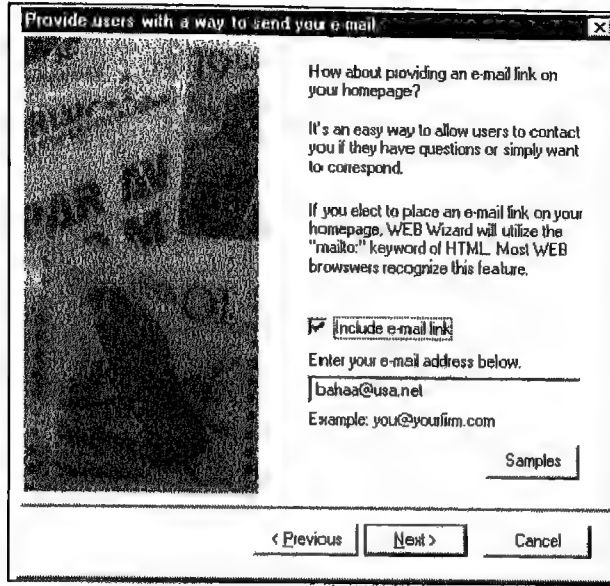 Provide users with a way to send you e-mail
How about providing an e-mail link on
your homepage?
It's an easy way to allow users to contact
you if they have questions or simply want
to correspond.
If you elect to place an e-mail link on your
homepage, WEB Wizard will utilize the
"mailto:" keyword of HTML. Most WEB
browswers recognize this feature.
Include e-mail link
Enter your e-mail address below.
bahaa@usa.net
Example: you@yourfirm.com
Samples
< Previous
Next >
Cancel